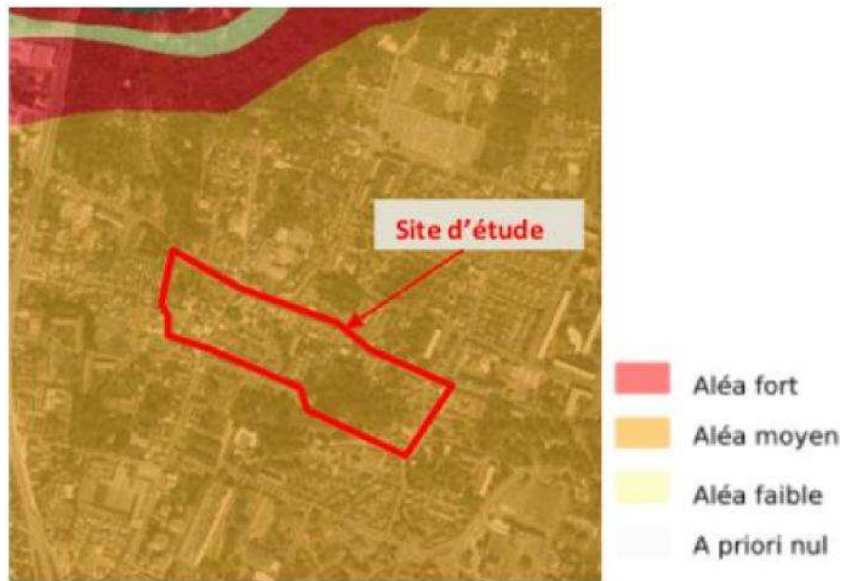 Site d'étude
Aléa fort
Aléa moyen
Aléa faible
A priori nul